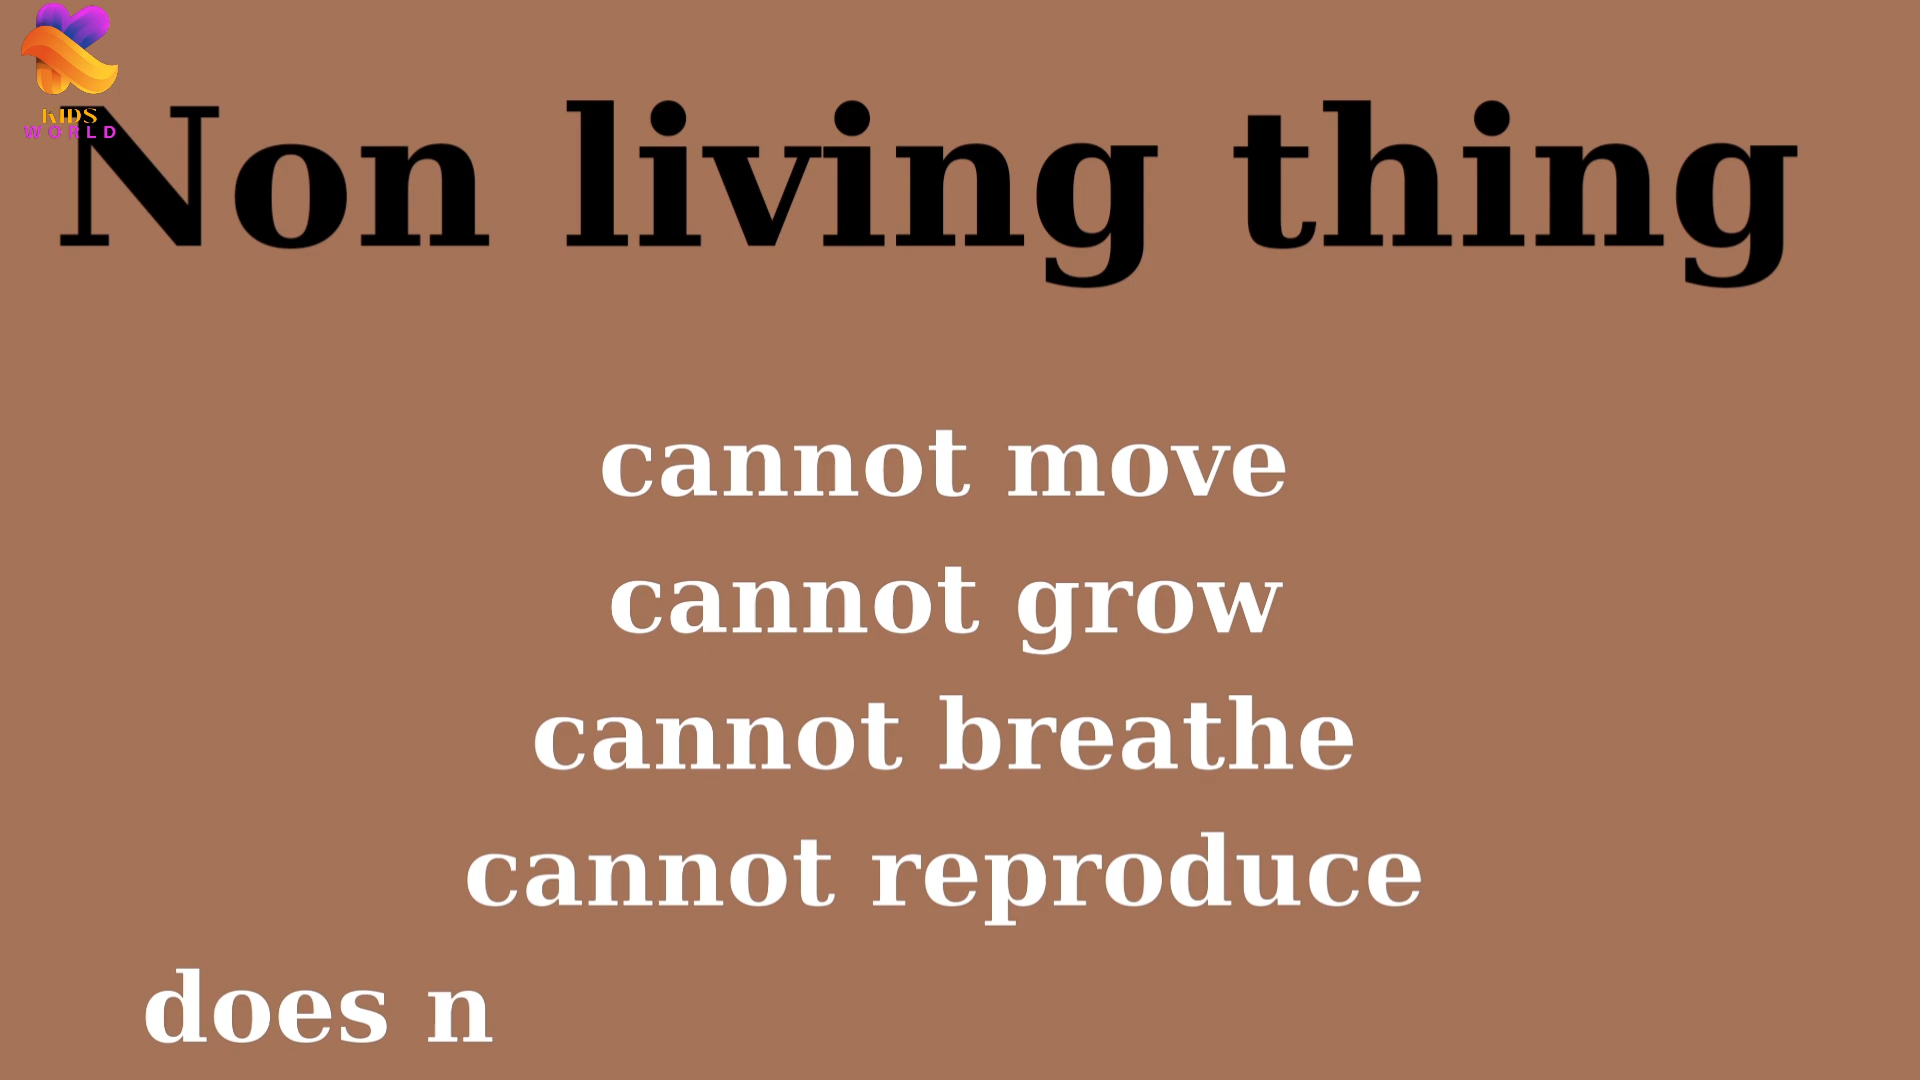 KIDS
WORLD
Non living thing
cannot move
cannot grow
cannot breathe
cannot reproduce
does n